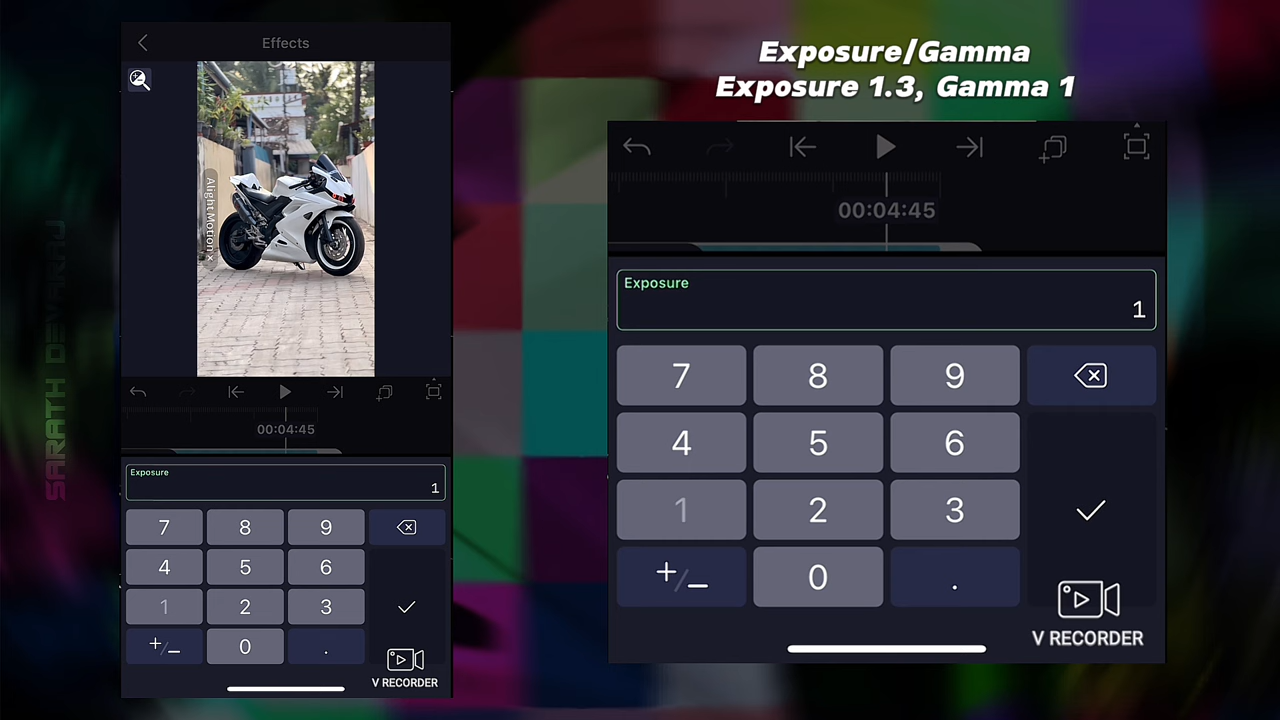 Effects
Alight Motion x
00:04:45
Exposure
1
7 8 9
4 5 6
1 2 3
+/− 0 .
V RECORDER
SARATH DEVARAJ
Exposure/Gamma
Exposure 1.3, Gamma 1
00:04:45
Exposure
1
7 8 9
4 5 6
1 2 3
+/− 0 .
V RECORDER